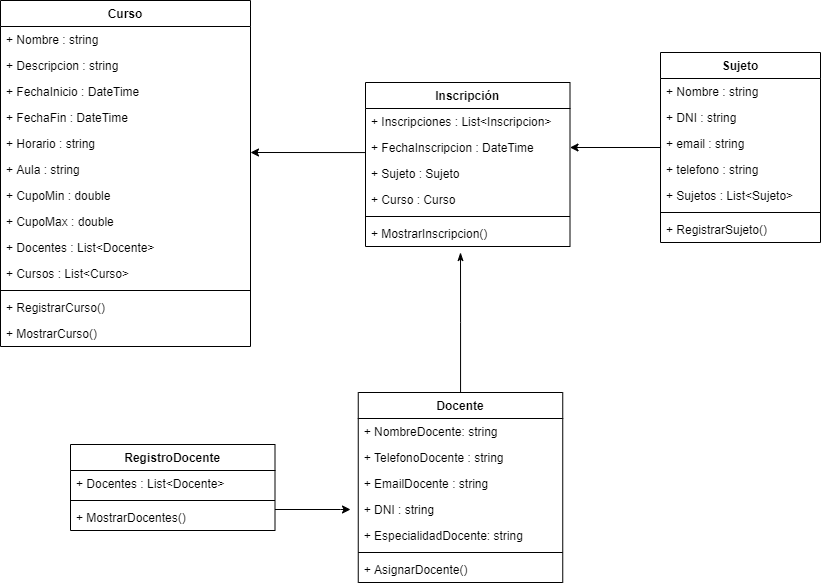 Curso
+ Nombre : string
+ Descripcion : string
+ FechaInicio : DateTime
+ FechaFin : DateTime
+ Horario : string
+ Aula : string
+ CupoMin : double
+ CupoMax : double
+ Docentes : List<Docente>
+ Cursos : List<Curso>
+ RegistrarCurso()
+ MostrarCurso()
Inscripción
+ Inscripciones : List<Inscripcion>
+ FechaInscripcion : DateTime
+ Sujeto : Sujeto
+ Curso : Curso
+ MostrarInscripcion()
Sujeto
+ Nombre : string
+ DNI : string
+ email : string
+ telefono : string
+ Sujetos : List<Sujeto>
+ RegistrarSujeto()
RegistroDocente
+ Docentes : List<Docente>
+ MostrarDocentes()
Docente
+ NombreDocente: string
+ TelefonoDocente : string
+ EmailDocente : string
+ DNI : string
+ EspecialidadDocente: string
+ AsignarDocente()